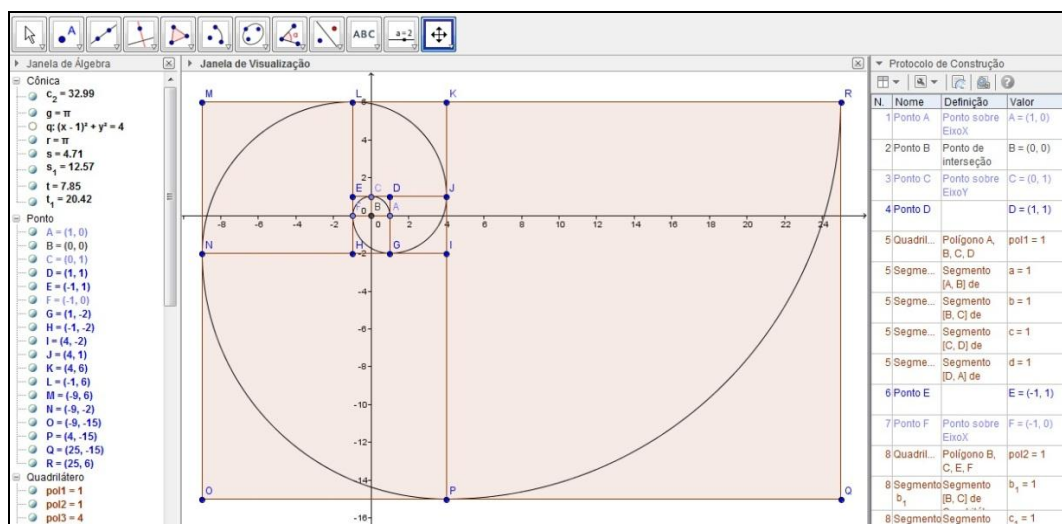 ABC a=2
Janela de Álgebra
Cônica
c₂ = 32.99
g = π
q: (x - 1)² + y² = 4
r = π
s = 4.71
s₁ = 12.57
t = 7.85
t₁ = 20.42
Ponto
A = (1, 0)
B = (0, 0)
C = (0, 1)
D = (1, 1)
E = (-1, 1)
F = (-1, 0)
G = (1, -2)
H = (-1, -2)
I = (4, -2)
J = (4, 1)
K = (4, 6)
L = (-1, 6)
M = (-9, 6)
N = (-9, -2)
O = (-9, -15)
P = (4, -15)
Q = (25, -15)
R = (25, 6)
Quadrilátero
pol1 = 1
pol2 = 1
pol3 = 4
Janela de Visualização
M L K R
6
4
2
E C D J
F B A
-8 -6 -4 -2 0 2 4 6 8 10 12 14 16 18 20 22 24
N H G I
-2
-4
-6
-8
-10
-12
-14
O P Q
-16
Protocolo de Construção
N. Nome Definição Valor
1 Ponto A Ponto sobre A = (1, 0)
EixoX
2 Ponto B Ponto de B = (0, 0)
interseção
3 Ponto C Ponto sobre C = (0, 1)
EixoY
4 Ponto D D = (1, 1)
5 Quadril... Polígono A, pol1 = 1
B, C, D
5 Segme... Segmento a = 1
[A, B] de
5 Segme... Segmento b = 1
[B, C] de
5 Segme... Segmento c = 1
[C, D] de
5 Segme... Segmento d = 1
[D, A] de
6 Ponto E E = (-1, 1)
7 Ponto F Ponto sobre F = (-1, 0)
EixoX
8 Quadril... Polígono B, pol2 = 1
C, E, F
8 Segmento Segmento b₁ = 1
b₁ [B, C] de
8 Segmento Segmento